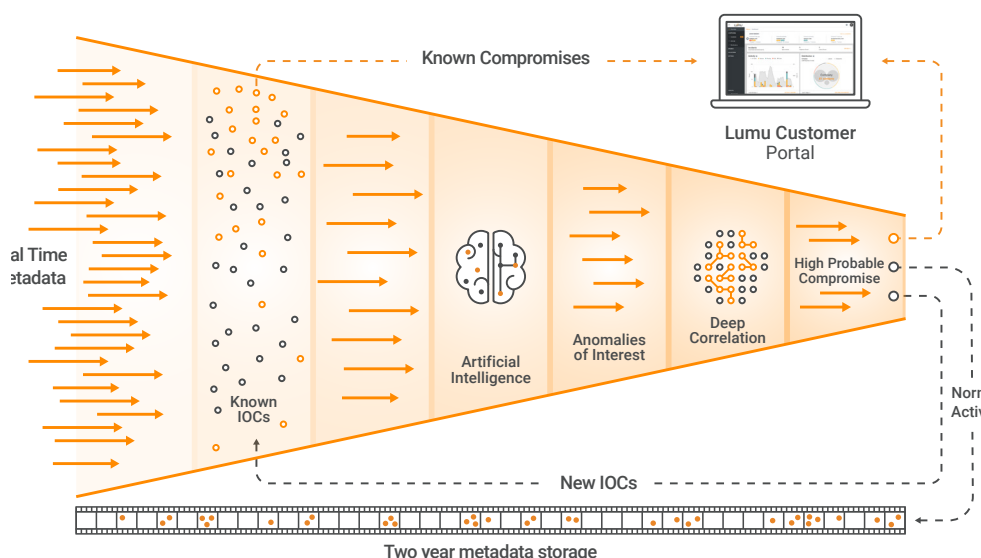 Known Compromises
Lumu Customer
Portal
al Time
etadata
Known
IOCs
Artificial
Intelligence
Anomalies
of Interest
Deep
Correlation
High Probable
Compromise
Norm
Activ
New IOCs
Two year metadata storage